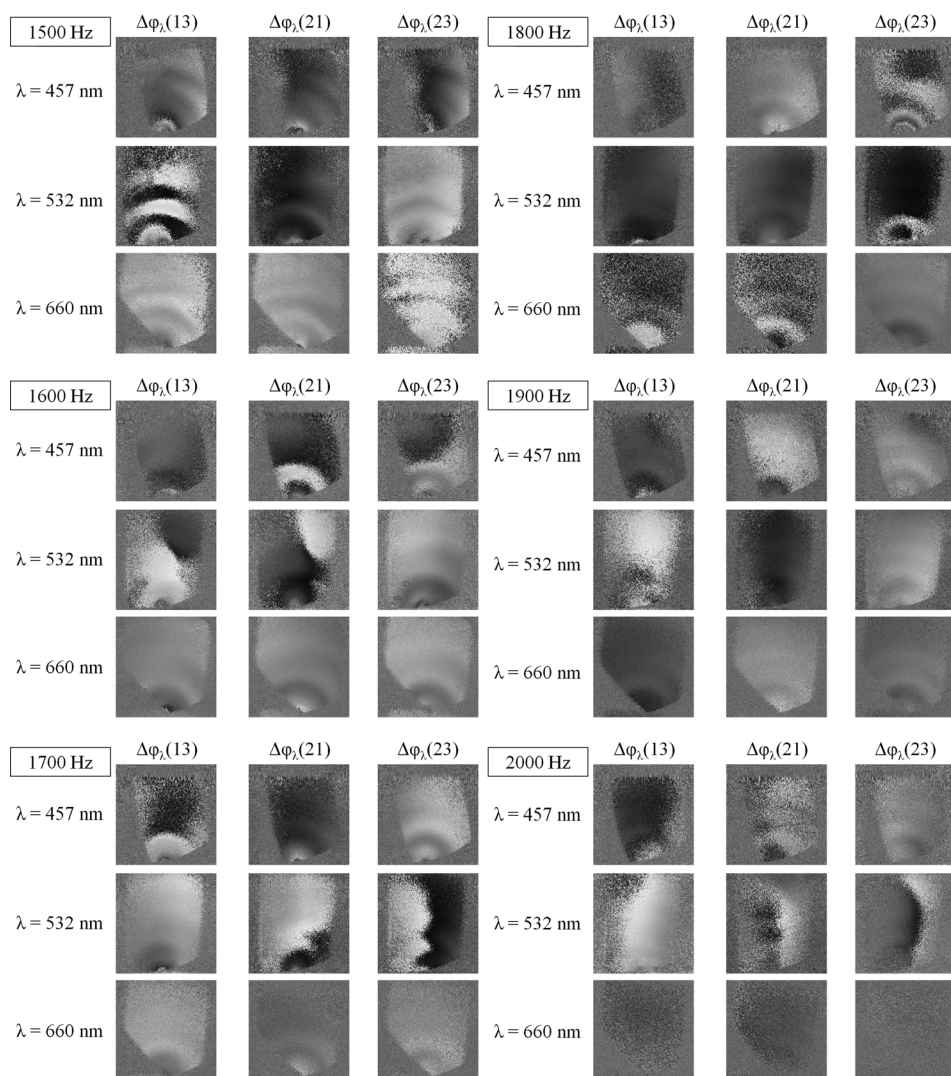 1500 Hz Δφλ(13) Δφλ(21) Δφλ(23)
λ = 457 nm
λ = 532 nm
λ = 660 nm
1800 Hz Δφλ(13) Δφλ(21) Δφλ(23)
λ = 457 nm
λ = 532 nm
λ = 660 nm
1600 Hz Δφλ(13) Δφλ(21) Δφλ(23)
λ = 457 nm
λ = 532 nm
λ = 660 nm
1900 Hz Δφλ(13) Δφλ(21) Δφλ(23)
λ = 457 nm
λ = 532 nm
λ = 660 nm
1700 Hz Δφλ(13) Δφλ(21) Δφλ(23)
λ = 457 nm
λ = 532 nm
λ = 660 nm
2000 Hz Δφλ(13) Δφλ(21) Δφλ(23)
λ = 457 nm
λ = 532 nm
λ = 660 nm